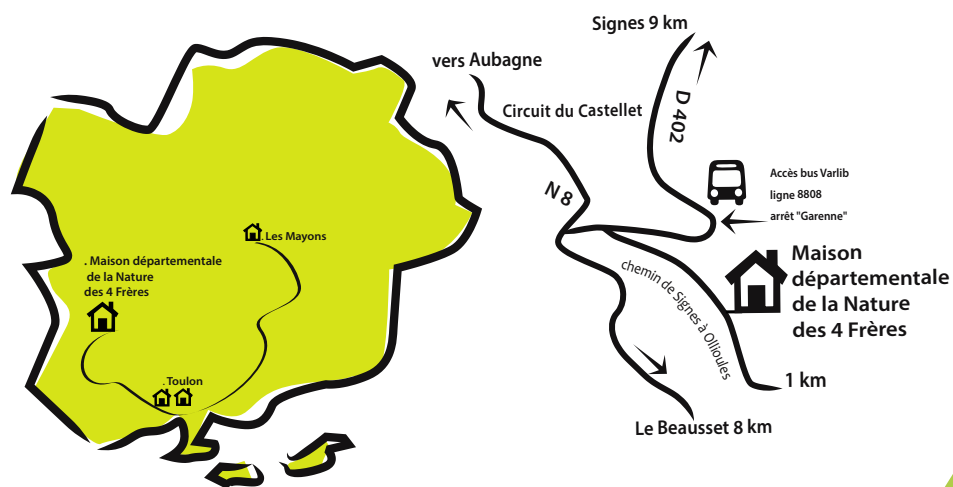 . Les Mayons
. Maison départementale
de la Nature
des 4 Frères
. Toulon
Signes 9 km
vers Aubagne
Circuit du Castellet
D 402
N 8
Accès bus Varlib
ligne 8808
arrêt "Garenne"
Maison
départementale
de la Nature
des 4 Frères
chemin de Signes à Ollioules
1 km
Le Beausset 8 km